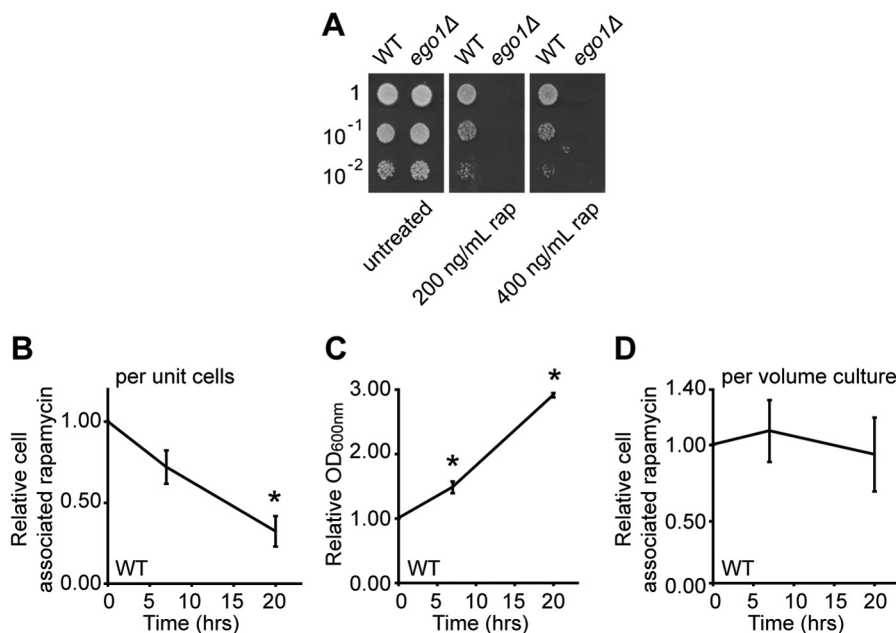 A
WT ego1Δ WT ego1Δ WT ego1Δ
1
10⁻¹
10⁻²
untreated
200 ng/mL rap
400 ng/mL rap
B
per unit cells
Relative cell
associated rapamycin
1.00
0.50
0.00
*
WT
0 5 10 15 20
Time (hrs)
C
Relative OD600nm
3.00
2.00
1.00
0.00
*
*
0 5 10 15 20
Time (hrs)
D
per volume culture
Relative cell
associated rapamycin
1.40
1.00
0.50
0.00
WT
0 5 10 15 20
Time (hrs)